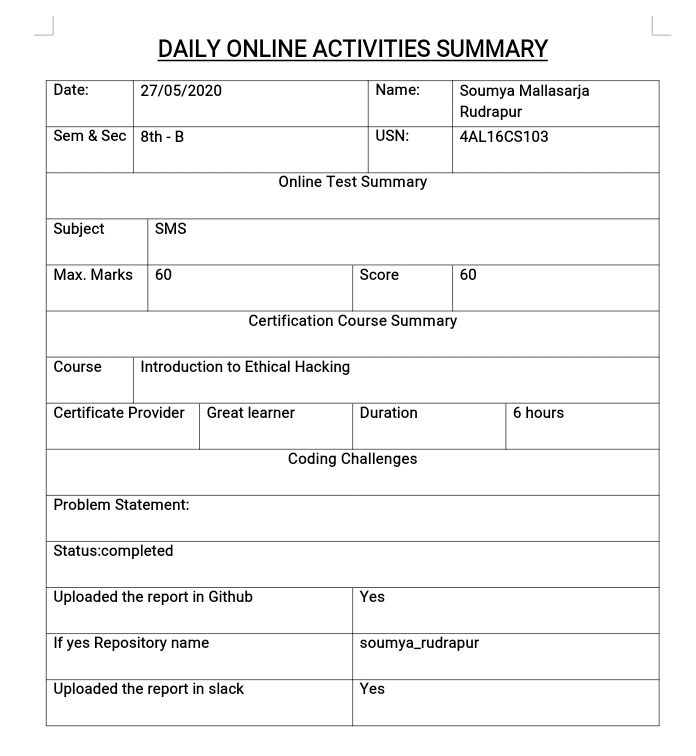 DAILY ONLINE ACTIVITIES SUMMARY
Date: 27/05/2020 Name: Soumya Mallasarja
Rudrapur
Sem & Sec 8th - B USN: 4AL16CS103
Online Test Summary
Subject SMS
Max. Marks 60 Score 60
Certification Course Summary
Course Introduction to Ethical Hacking
Certificate Provider Great learner Duration 6 hours
Coding Challenges
Problem Statement:
Status:completed
Uploaded the report in Github Yes
If yes Repository name soumya_rudrapur
Uploaded the report in slack Yes